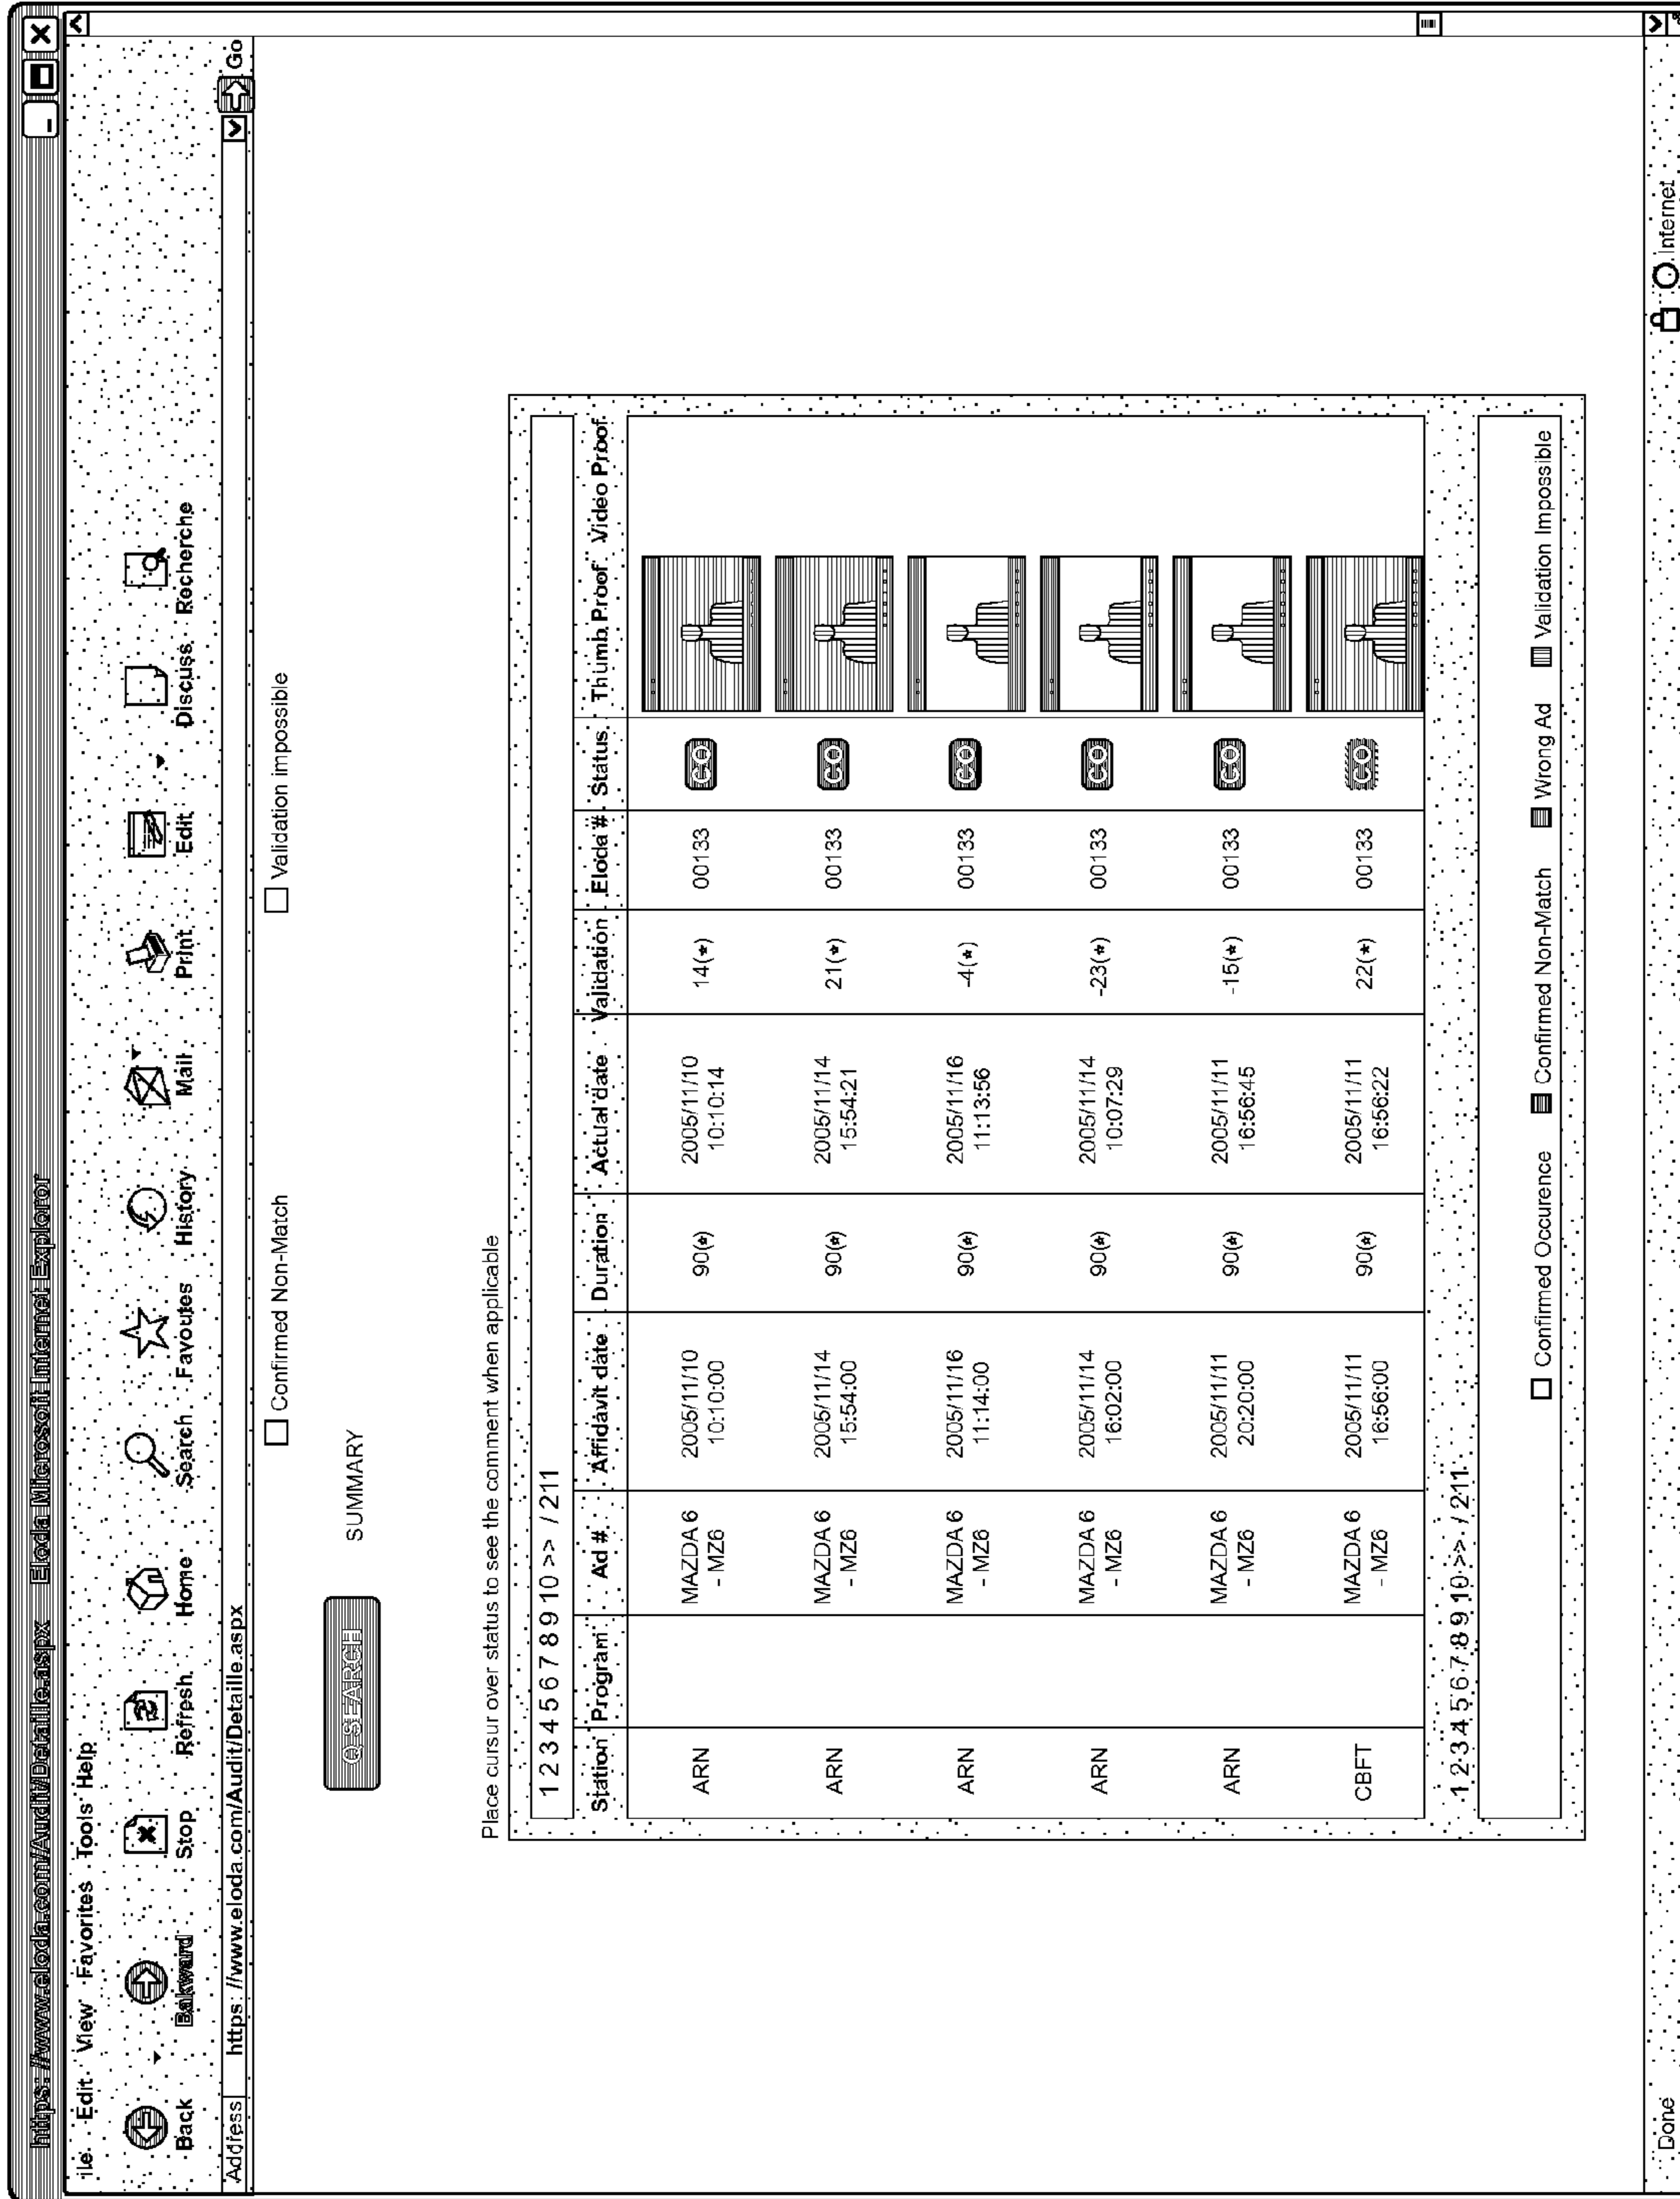 https: //www.eloda.com/Audit/Detaille.aspx Eloda Microsoft Internet Exploror
ile Edit View Favorites Tools Help
Back Bakward Stop Refresh Home Search Favoutes History Mail Print Edit Discuss Recherche
Address https: //www.eloda.com/Audit/Detaille.aspx Go
Confirmed Non-Match Validation impossible
SEARCH SUMMARY
Place cursur over status to see the comment when applicable
1 2 3 4 5 6 7 8 9 10 >> / 211
Station Program Ad # Affidavit date Duration Actual date Validation Eloda # Status Thumb Proof Video Proof
ARN MAZDA 6 - MZ6 2005/11/10 10:10:00 90(*) 2005/11/10 10:10:14 14(*) 00133 CO
ARN MAZDA 6 - MZ6 2005/11/14 15:54:00 90(*) 2005/11/14 15:54:21 21(*) 00133 CO
ARN MAZDA 6 - MZ6 2005/11/16 11:14:00 90(*) 2005/11/16 11:13:56 -4(*) 00133 CO
ARN MAZDA 6 - MZ6 2005/11/14 16:02:00 90(*) 2005/11/14 10:07:29 -23(*) 00133 CO
ARN MAZDA 6 - MZ6 2005/11/11 20:20:00 90(*) 2005/11/11 16:56:45 -15(*) 00133 CO
CBFT MAZDA 6 - MZ6 2005/11/11 16:56:00 90(*) 2005/11/11 16:56:22 22(*) 00133 CO
1 2 3 4 5 6 7 8 9 10 >> / 211
Confirmed Occurence Confirmed Non-Match Wrong Ad Validation Impossible
Done Internet